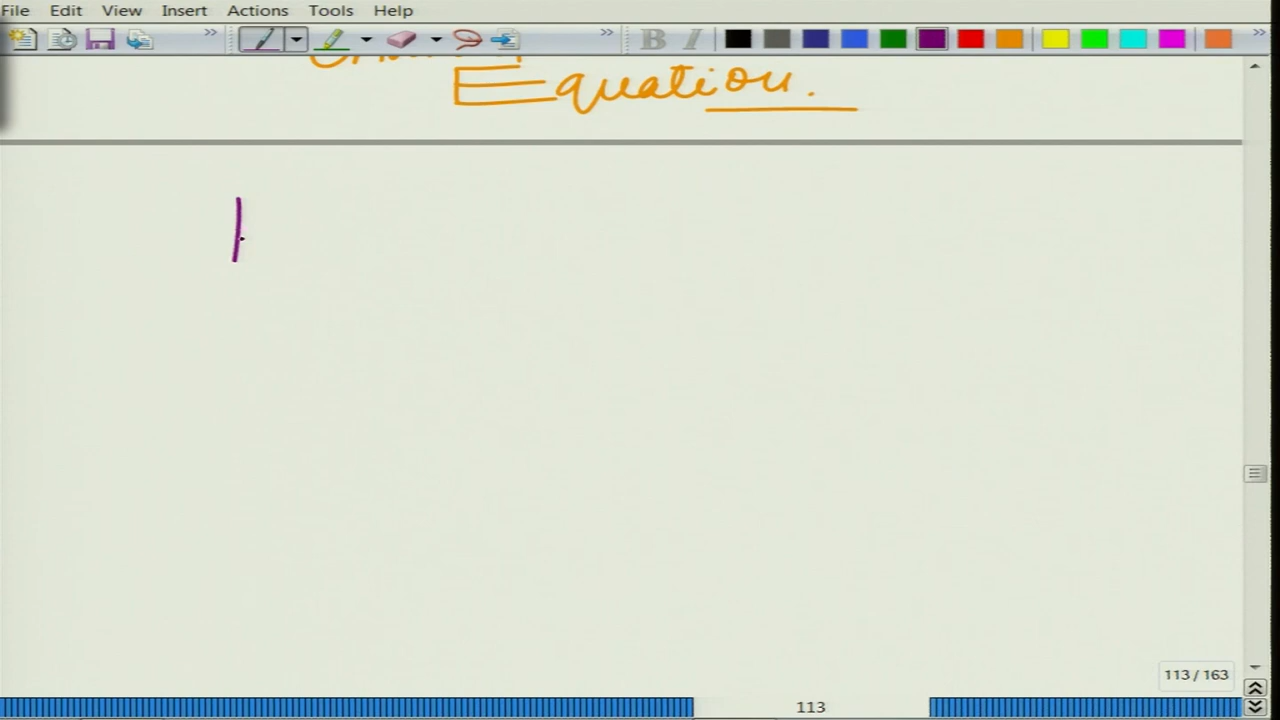 File Edit View Insert Actions Tools Help
B I
Equation.
113 / 163
113